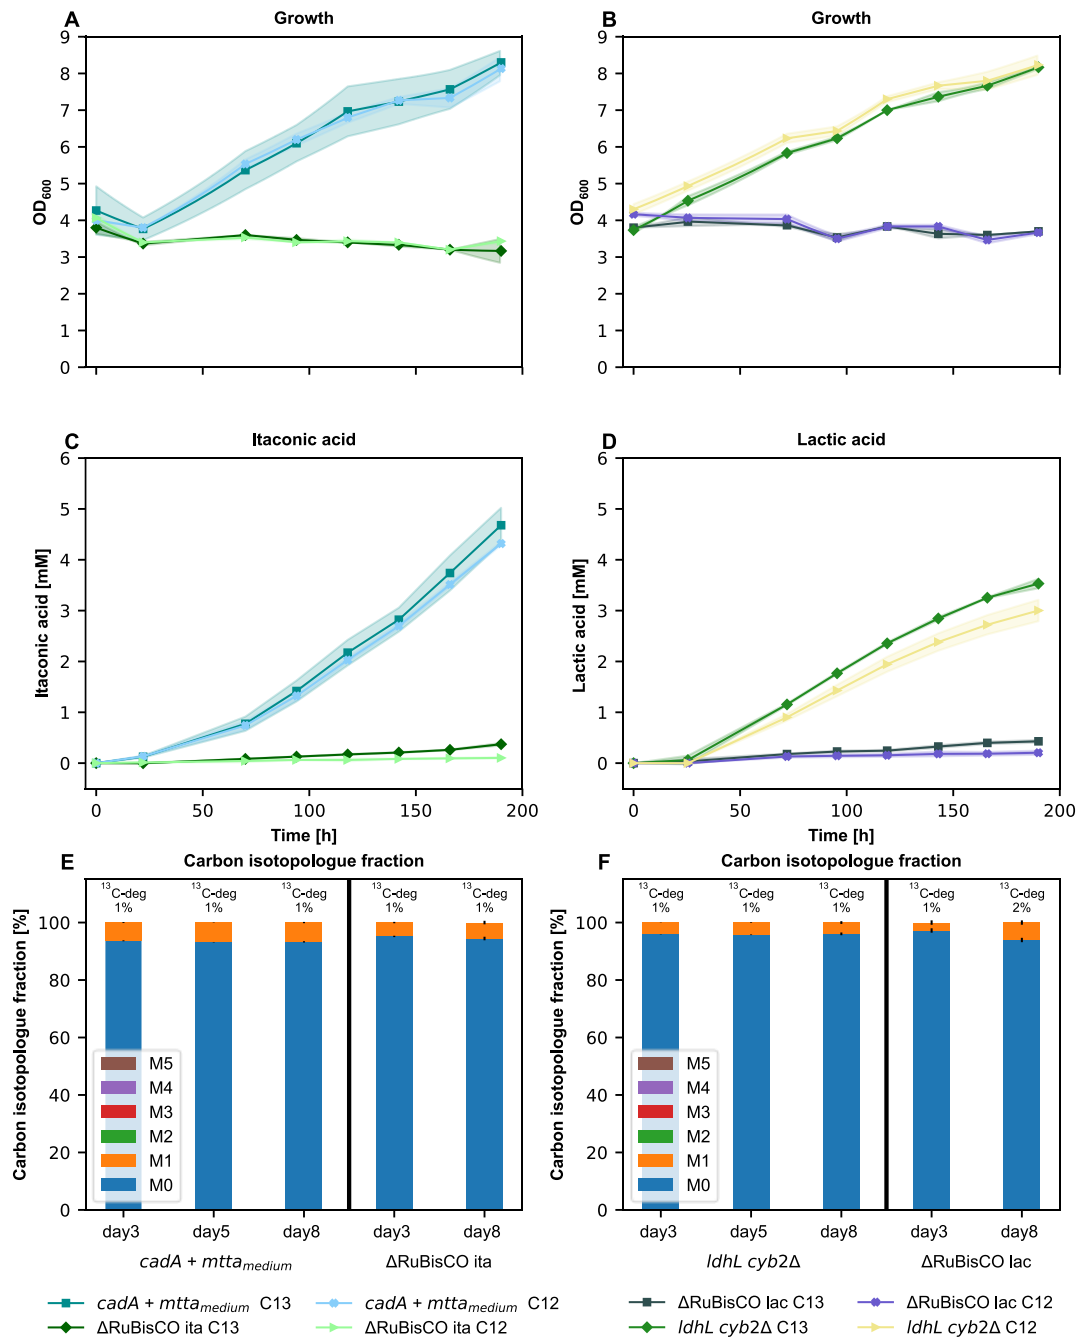 A Growth
B Growth
9
8
7
6
5
4
3
2
1
0
OD600
9
8
7
6
5
4
3
2
1
0
OD600
C Itaconic acid
D Lactic acid
6
5
4
3
2
1
0
Itaconic acid [mM]
0 50 100 150 200
Time [h]
6
5
4
3
2
1
0
Lactic acid [mM]
0 50 100 150 200
Time [h]
E Carbon isotopologue fraction
13C-deg 13C-deg 13C-deg 13C-deg 13C-deg
1% 1% 1% 1% 1%
100
80
60
40
20
0
Carbon isotopologue fraction [%]
M5
M4
M3
M2
M1
M0
day3 day5 day8 day3 day8
cadA + mttamedium ΔRuBisCO ita
F Carbon isotopologue fraction
13C-deg 13C-deg 13C-deg 13C-deg 13C-deg
1% 1% 1% 1% 2%
100
80
60
40
20
0
Carbon isotopologue fraction [%]
M5
M4
M3
M2
M1
M0
day3 day5 day8 day3 day8
ldhL cyb2Δ ΔRuBisCO lac
cadA + mttamedium C13 cadA + mttamedium C12
ΔRuBisCO ita C13 ΔRuBisCO ita C12
ΔRuBisCO lac C13 ΔRuBisCO lac C12
ldhL cyb2Δ C13 ldhL cyb2Δ C12